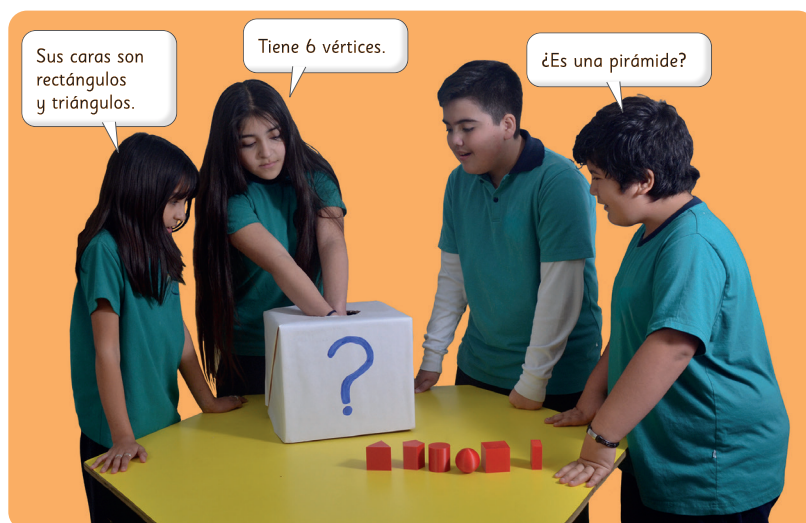 Sus caras son
rectángulos
y triángulos.
Tiene 6 vértices.
¿Es una pirámide?
?